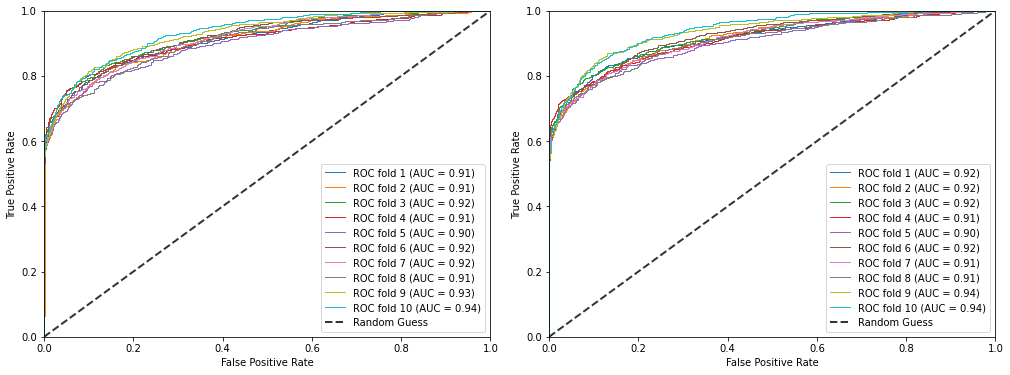 1.0
0.8
0.6
0.4
0.2
0.0
True Positive Rate
0.0 0.2 0.4 0.6 0.8 1.0
False Positive Rate
ROC fold 1 (AUC = 0.91)
ROC fold 2 (AUC = 0.91)
ROC fold 3 (AUC = 0.92)
ROC fold 4 (AUC = 0.91)
ROC fold 5 (AUC = 0.90)
ROC fold 6 (AUC = 0.92)
ROC fold 7 (AUC = 0.92)
ROC fold 8 (AUC = 0.91)
ROC fold 9 (AUC = 0.93)
ROC fold 10 (AUC = 0.94)
Random Guess
1.0
0.8
0.6
0.4
0.2
0.0
True Positive Rate
0.0 0.2 0.4 0.6 0.8 1.0
False Positive Rate
ROC fold 1 (AUC = 0.92)
ROC fold 2 (AUC = 0.92)
ROC fold 3 (AUC = 0.92)
ROC fold 4 (AUC = 0.91)
ROC fold 5 (AUC = 0.90)
ROC fold 6 (AUC = 0.92)
ROC fold 7 (AUC = 0.91)
ROC fold 8 (AUC = 0.91)
ROC fold 9 (AUC = 0.94)
ROC fold 10 (AUC = 0.94)
Random Guess